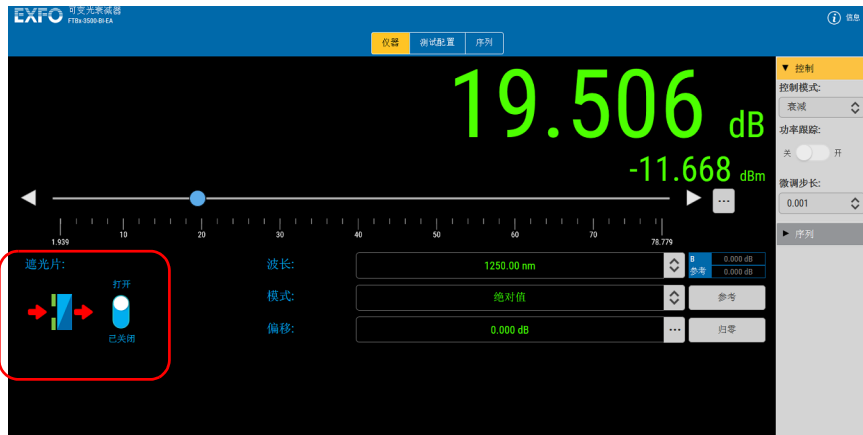 EXFO 可变光衰减器
FTBx-3500-BI-EA
信息
仪器 测试配置 序列
19.506 dB
-11.668 dBm
...
1.939 10 20 30 40 50 60 70 78.779
遮光片:
打开
已关闭
波长: 1250.00 nm
模式: 绝对值
偏移: 0.000 dB ...
B 0.000 dB
参考 0.000 dB
参考
归零
控制
控制模式:
衰减
功率跟踪:
关 开
微调步长:
0.001
序列